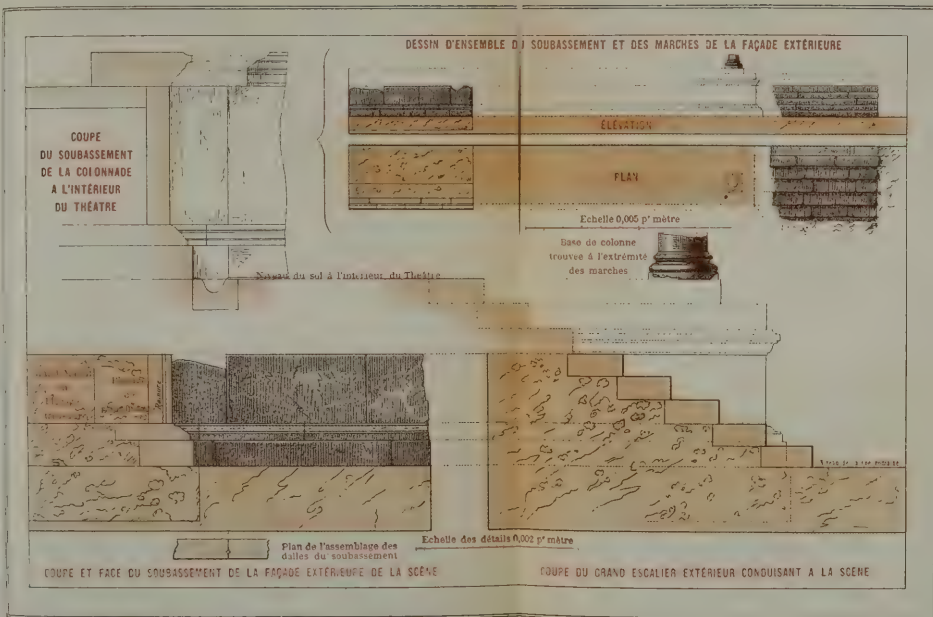 DESSIN D'ENSEMBLE DU SOUBASSEMENT ET DES MARCHES DE LA FAÇADE EXTÉRIEURE
COUPE
DU SOUBASSEMENT
DE LA COLONNADE
A L'INTÉRIEUR
DU THÉATRE
ÉLÉVATION
PLAN
Echelle 0,005 pr mètre
Base de colonne
trouvée à l'extrémité
des marches
Niveau du sol à l'intérieur du Théâtre
Plan de l'assemblage des
dalles du soubassement
Echelle des détails 0,002 pr mètre
COUPE ET FACE DU SOUBASSEMENT DE LA FAÇADE EXTÉRIEURE DE LA SCÈNE
COUPE DU GRAND ESCALIER EXTÉRIEUR CONDUISANT A LA SCÈNE